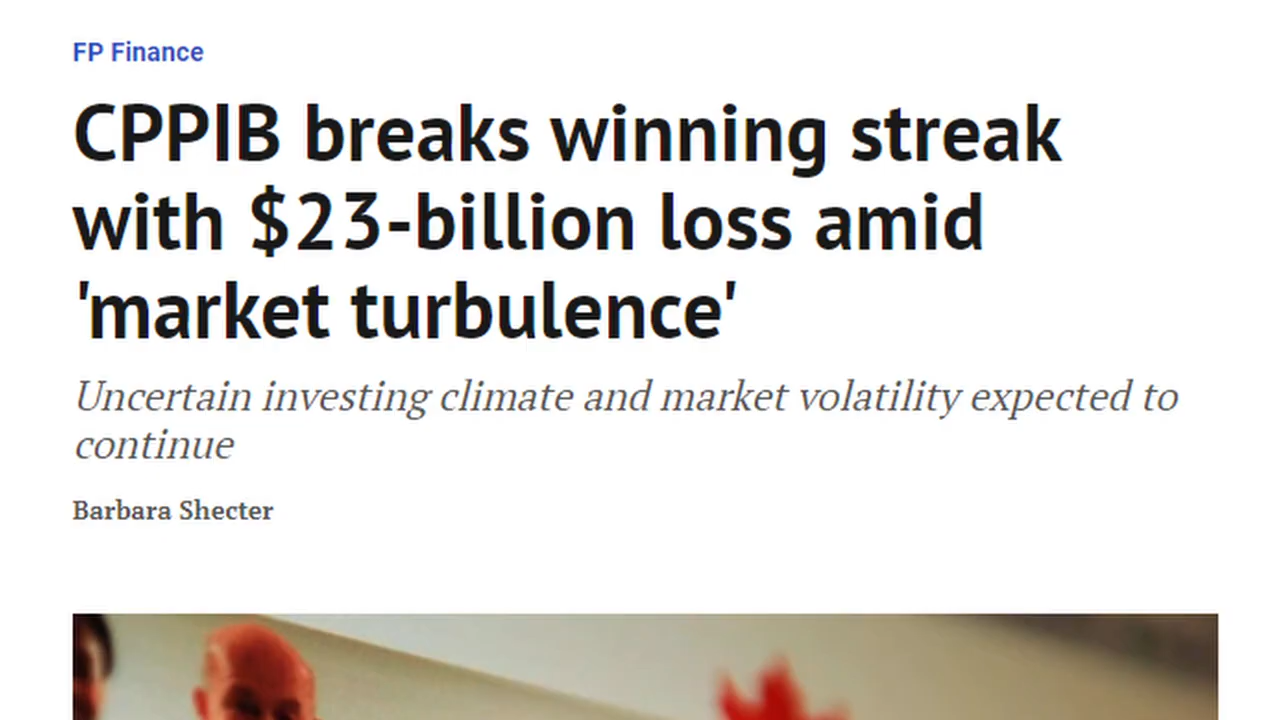 FP Finance
CPPIB breaks winning streak
with $23-billion loss amid
'market turbulence'
Uncertain investing climate and market volatility expected to
continue
Barbara Shecter